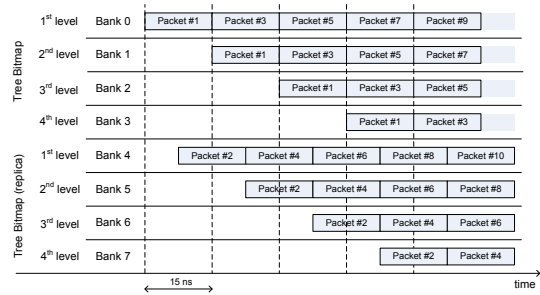 Tree Bitmap
1st level Bank 0 Packet #1 Packet #3 Packet #5 Packet #7 Packet #9
2nd level Bank 1 Packet #1 Packet #3 Packet #5 Packet #7
3rd level Bank 2 Packet #1 Packet #3 Packet #5
4th level Bank 3 Packet #1 Packet #3
Tree Bitmap (replica)
1st level Bank 4 Packet #2 Packet #4 Packet #6 Packet #8 Packet #10
2nd level Bank 5 Packet #2 Packet #4 Packet #6 Packet #8
3rd level Bank 6 Packet #2 Packet #4 Packet #6
4th level Bank 7 Packet #2 Packet #4
15 ns
time